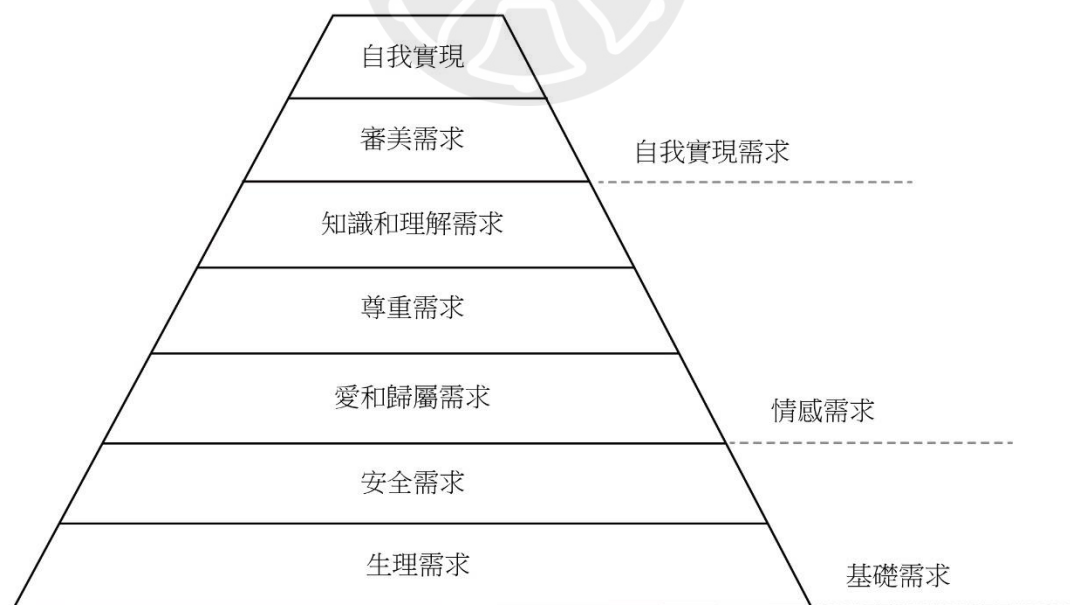 自我實現
審美需求
自我實現需求
知識和理解需求
尊重需求
愛和歸屬需求
情感需求
安全需求
生理需求
基礎需求